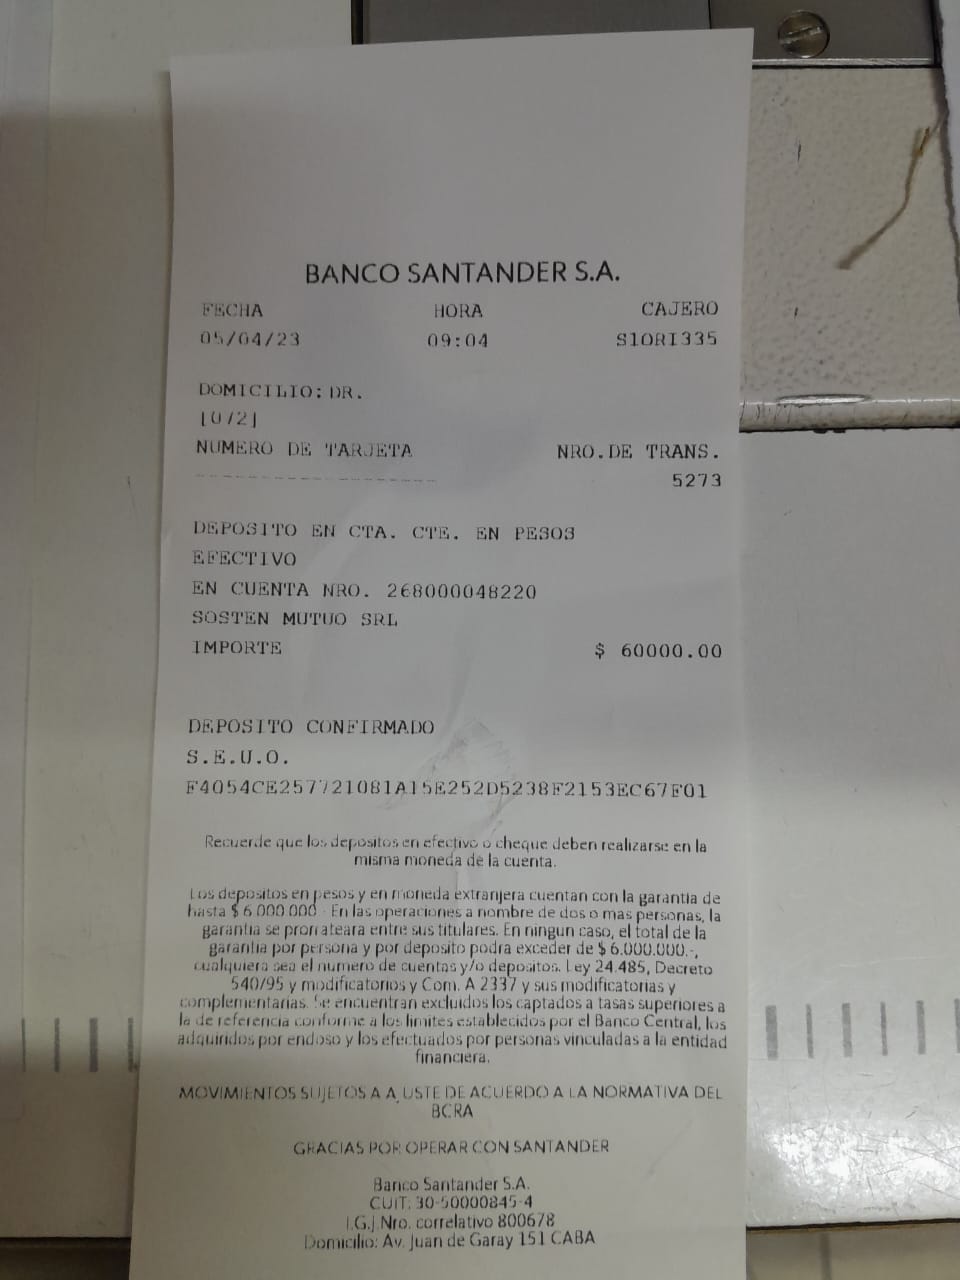 BANCO SANTANDER S.A.
FECHA HORA CAJERO
05/04/23 09:04 S1ORI335
DOMICILIO: DR.
[072]
NUMERO DE TARJETA NRO.DE TRANS.
5273
DEPOSITO EN CTA. CTE. EN PESOS
EFECTIVO
EN CUENTA NRO. 268000048220
SOSTEN MUTUO SRL
IMPORTE $ 60000.00
DEPOSITO CONFIRMADO
S.E.U.O.
F4054CE257721081A15E252D5238F2153EC67F01
Recuerde que los depositos en efectivo o cheque deben realizarse en la
misma moneda de la cuenta.
Los depositos en pesos y en moneda extranjera cuentan con la garantia de
hasta $ 6.000.000.- En las operaciones a nombre de dos o mas personas, la
garantia se prorrateara entre sus titulares. En ningun caso, el total de la
garantia por persona y por deposito podra exceder de $ 6.000.000.-,
cualquiera sea el numero de cuentas y/o depositos. Ley 24.485, Decreto
540/95 y modificatorios y Com. A 2337 y sus modificatorias y
complementarias. Se encuentran excluidos los captados a tasas superiores a
la de referencia conforme a los limites establecidos por el Banco Central, los
adquiridos por endoso y los efectuados por personas vinculadas a la entidad
financiera.
MOVIMIENTOS SUJETOS A AJUSTE DE ACUERDO A LA NORMATIVA DEL
BCRA
GRACIAS POR OPERAR CON SANTANDER
Banco Santander S.A.
CUIT: 30-50000845-4
I.G.J Nro. correlativo 800678
Domicilio: Av. Juan de Garay 151 CABA